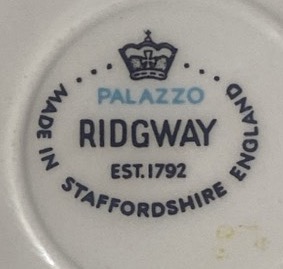 PALAZZO
RIDGWAY
EST.1792
MADE IN STAFFORDSHIRE ENGLAND